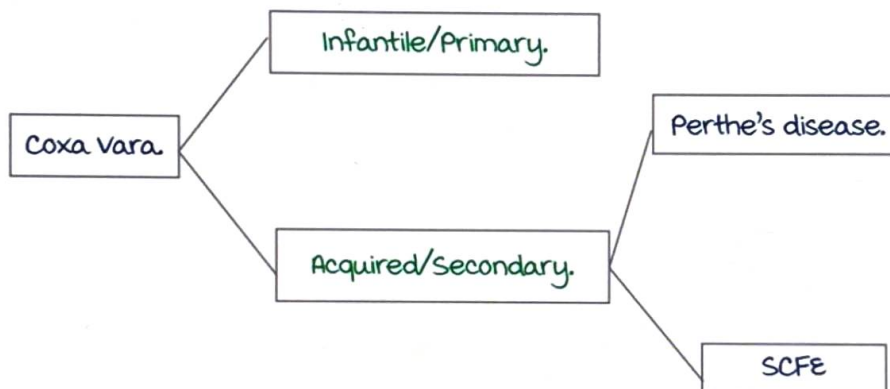 Infantile/Primary.
Coxa Vara.
Perthe's disease.
Acquired/Secondary.
SCFE